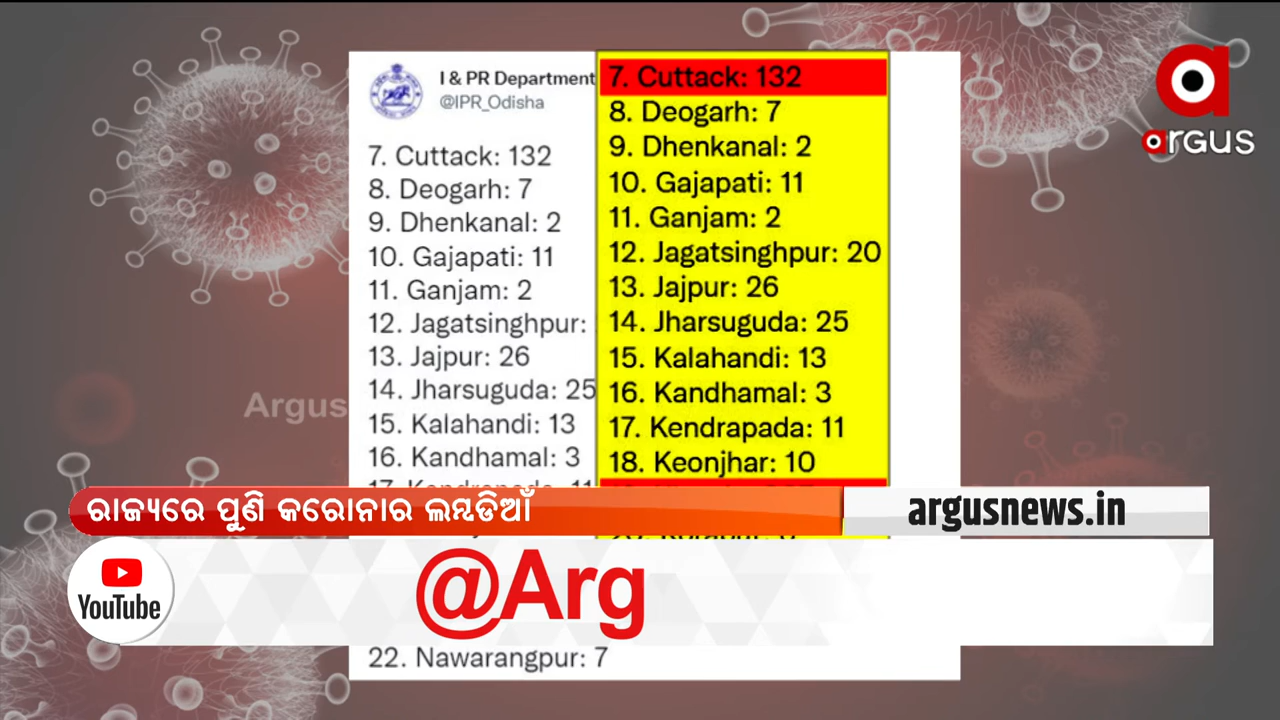 I & PR Department
@IPR_Odisha
7. Cuttack: 132
8. Deogarh: 7
9. Dhenkanal: 2
10. Gajapati: 11
11. Ganjam: 2
12. Jagatsinghpur:
13. Jajpur: 26
14. Jharsuguda: 25
15. Kalahandi: 13
16. Kandhamal: 3
22. Nawarangpur: 7
7. Cuttack: 132
8. Deogarh: 7
9. Dhenkanal: 2
10. Gajapati: 11
11. Ganjam: 2
12. Jagatsinghpur: 20
13. Jajpur: 26
14. Jharsuguda: 25
15. Kalahandi: 13
16. Kandhamal: 3
17. Kendrapada: 11
18. Keonjhar: 10
argus
Argus
ରାଜ୍ୟରେ ପୁଣି କରୋନାର ଲମ୍ବଡିଆଁ
argusnews.in
YouTube
@Arg